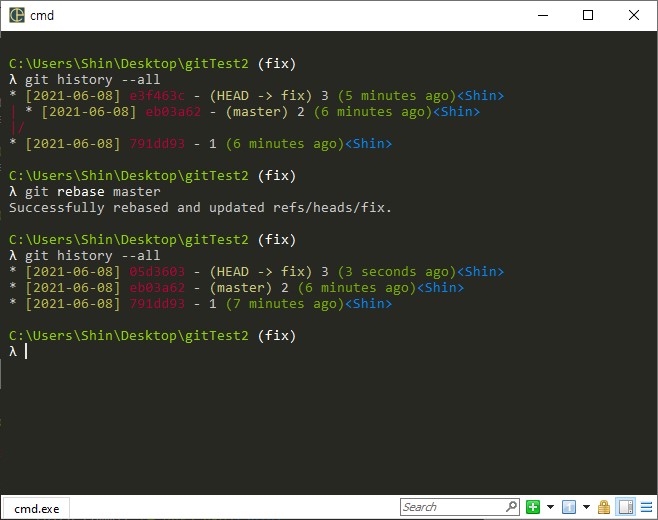 cmd
C:\Users\Shin\Desktop\gitTest2 (fix)
λ git history --all
* [2021-06-08] e3f463c - (HEAD -> fix) 3 (5 minutes ago)<Shin>
| * [2021-06-08] eb03a62 - (master) 2 (6 minutes ago)<Shin>
|/
* [2021-06-08] 791dd93 - 1 (6 minutes ago)<Shin>
C:\Users\Shin\Desktop\gitTest2 (fix)
λ git rebase master
Successfully rebased and updated refs/heads/fix.
C:\Users\Shin\Desktop\gitTest2 (fix)
λ git history --all
* [2021-06-08] 05d3603 - (HEAD -> fix) 3 (3 seconds ago)<Shin>
* [2021-06-08] eb03a62 - (master) 2 (6 minutes ago)<Shin>
* [2021-06-08] 791dd93 - 1 (7 minutes ago)<Shin>
C:\Users\Shin\Desktop\gitTest2 (fix)
λ
cmd.exe
Search